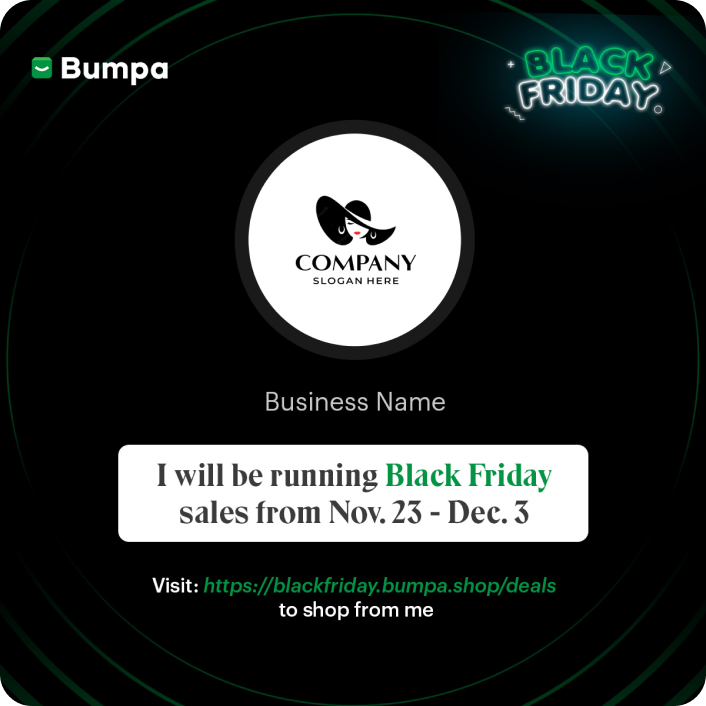 Bumpa
BLACK
FRIDAY
COMPANY
SLOGAN HERE
Business Name
I will be running Black Friday
sales from Nov. 23 - Dec. 3
Visit: https://blackfriday.bumpa.shop/deals
to shop from me